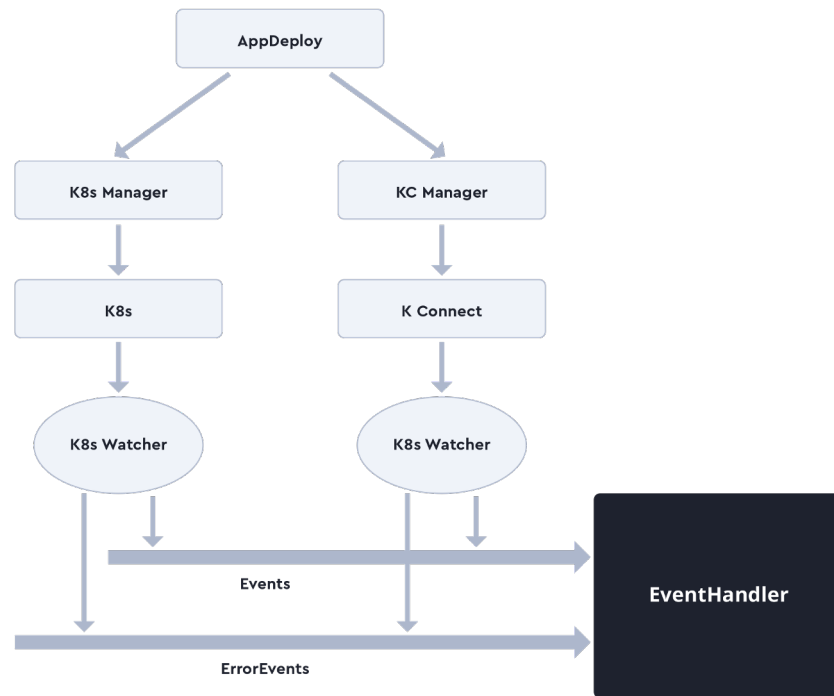 AppDeploy
K8s Manager
KC Manager
K8s
K Connect
K8s Watcher
K8s Watcher
Events
EventHandler
ErrorEvents